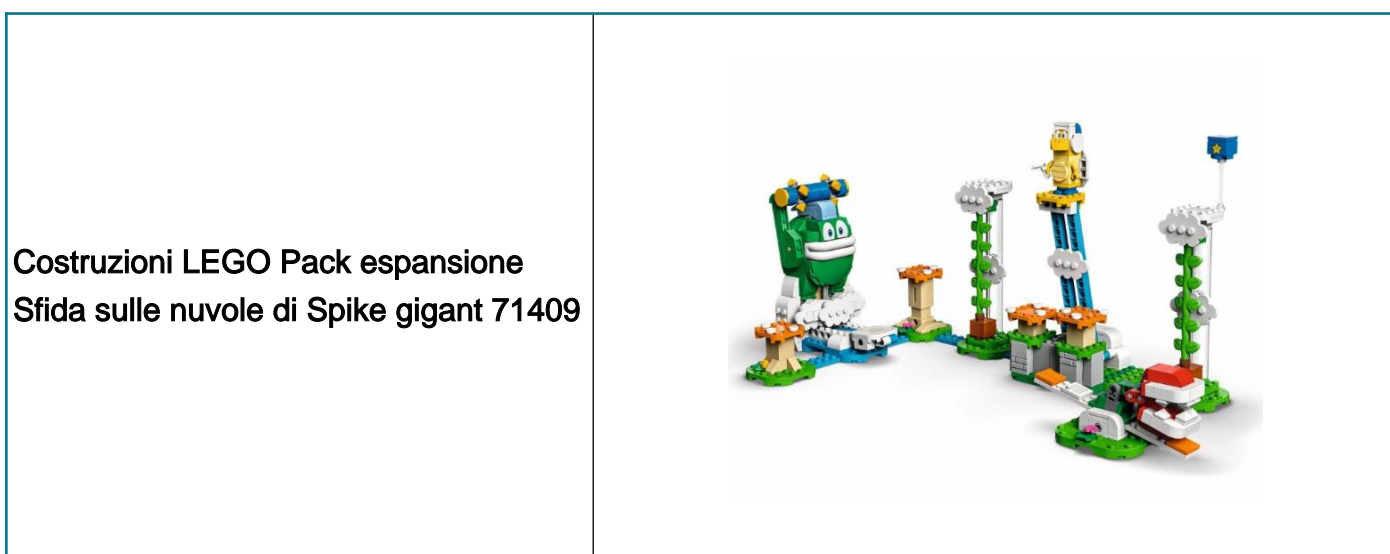 Costruzioni LEGO Pack espansione
Sfida sulle nuvole di Spike gigant 71409